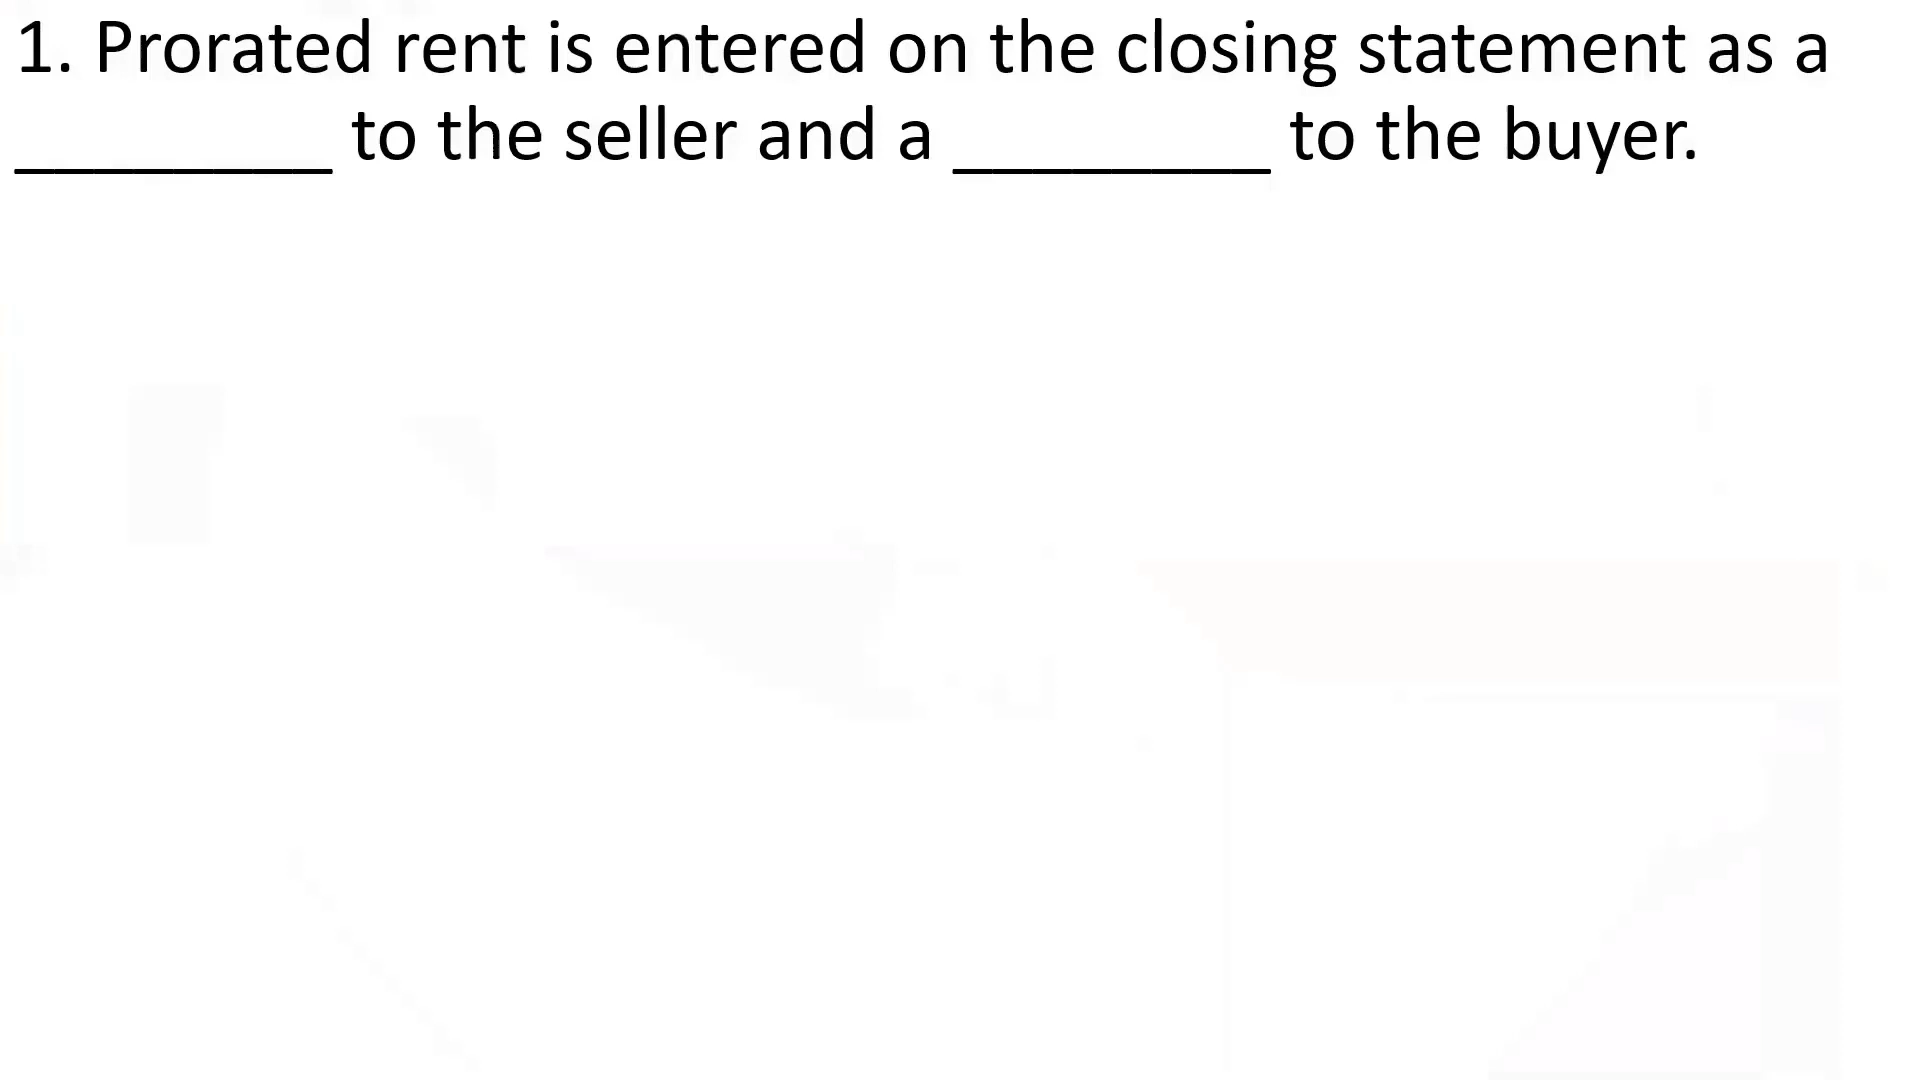 1. Prorated rent is entered on the closing statement as a
________ to the seller and a ________ to the buyer.